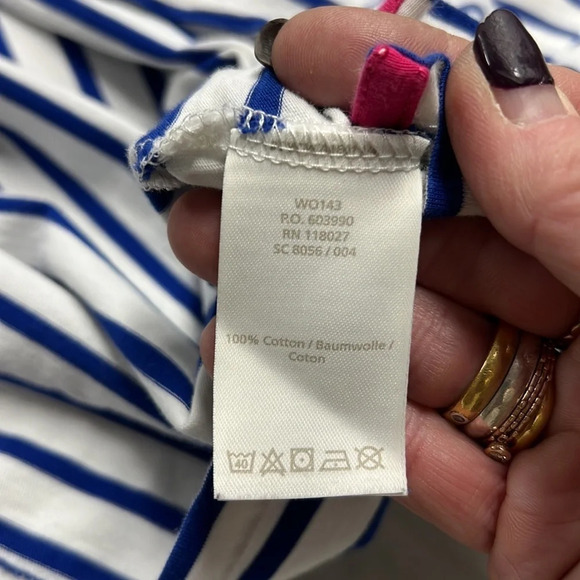 WO143
P.O. 603990
RN 118027
SC 8056 / 004
100% Cotton / Baumwolle /
Coton
40